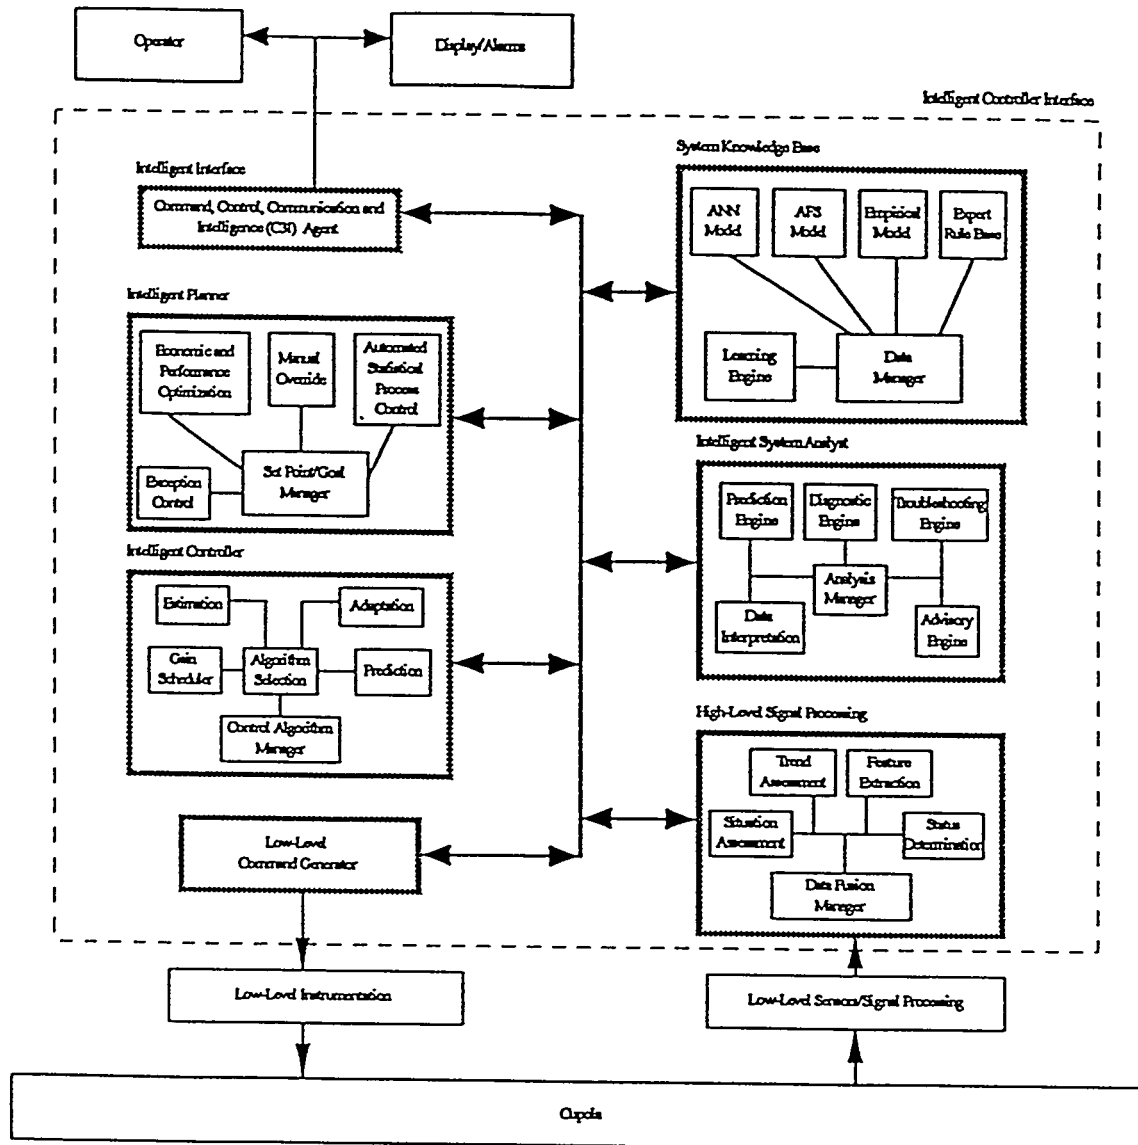 Operator
Display/Alarms
Intelligent Controller Interface
Intelligent Interface
Command, Control, Communication and
Intelligence (C3I) Agent
System Knowledge Base
ANN
Model
AFS
Model
Empirical
Model
Expert
Rule Base
Learning
Engine
Data
Manager
Intelligent Planner
Economic and
Performance
Optimization
Manual
Override
Automated
Statistical
Process
Control
Exception
Control
Set Point/Goal
Manager
Intelligent System Analyst
Prediction
Engine
Diagnostic
Engine
Troubleshooting
Engine
Analysis
Manager
Data
Interpretation
Advisory
Engine
Intelligent Controller
Estimation
Adaptation
Gain
Scheduler
Algorithm
Selection
Prediction
Control Algorithm
Manager
High-Level Signal Processing
Trend
Assessment
Feature
Extraction
Situation
Assessment
Status
Determination
Data Fusion
Manager
Low-Level
Command Generator
Low-Level Instrumentation
Low-Level Sensors/Signal Processing
Cupola